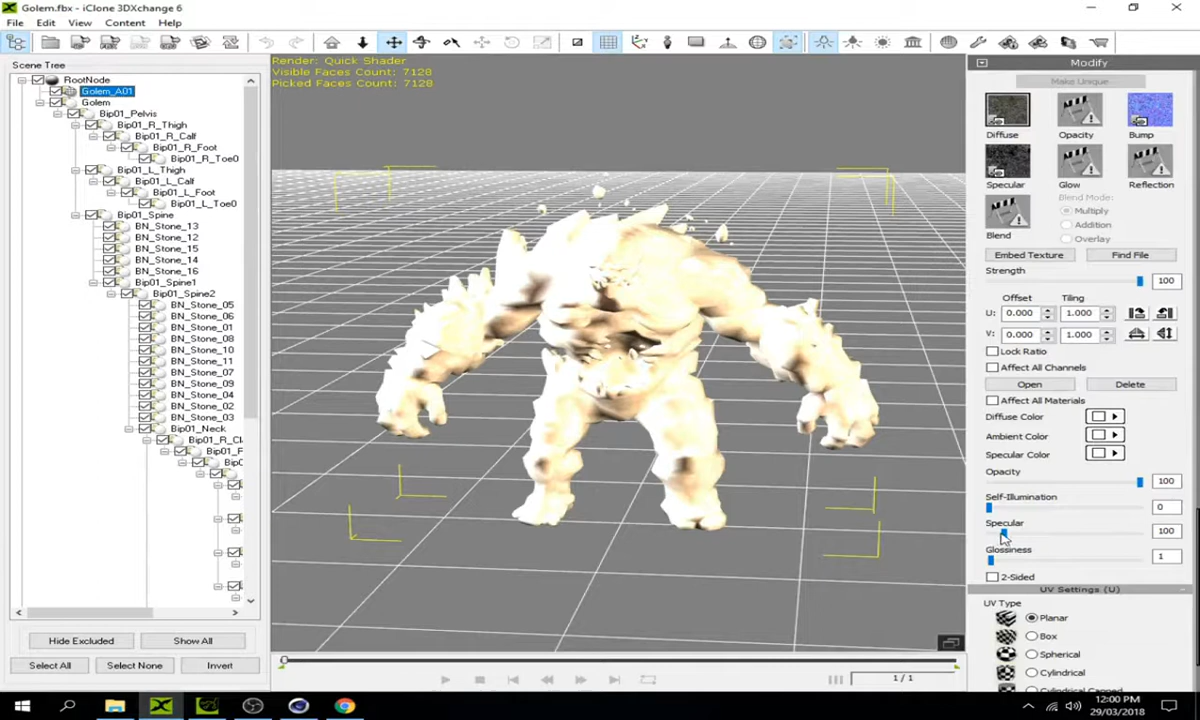 Golem.fbx - iClone 3DXchange 6
File Edit View Content Help
Scene Tree
RootNode
Golem_A01
Golem
Bip01_Pelvis
Bip01_R_Thigh
Bip01_R_Calf
Bip01_R_Foot
Bip01_R_Toe0
Bip01_L_Thigh
Bip01_L_Calf
Bip01_L_Foot
Bip01_L_Toe0
Bip01_Spine
BN_Stone_13
BN_Stone_12
BN_Stone_15
BN_Stone_14
BN_Stone_16
Bip01_Spine1
Bip01_Spine2
BN_Stone_05
BN_Stone_06
BN_Stone_01
BN_Stone_08
BN_Stone_10
BN_Stone_11
BN_Stone_07
BN_Stone_09
BN_Stone_04
BN_Stone_02
BN_Stone_03
Bip01_Neck
Bip01_R_Cl
Hide Excluded Show All
Select All Select None Invert
Render: Quick Shader
Visible Faces Count: 7128
Picked Faces Count: 7128
1 / 1
Modify
Make Unique
Diffuse Opacity Bump
Specular Glow Reflection
Blend
Blend Mode:
Multiply
Addition
Overlay
Embed Texture Find File
Strength
100
Offset Tiling
U: 0.000 1.000
V: 0.000 1.000
Lock Ratio
Affect All Channels
Open Delete
Affect All Materials
Diffuse Color
Ambient Color
Specular Color
Opacity
100
Self-Illumination
0
Specular
100
Glossiness
1
2-Sided
UV Settings (U)
UV Type
Planar
Box
Spherical
Cylindrical
Cylindrical Capped
12:00 PM
29/03/2018